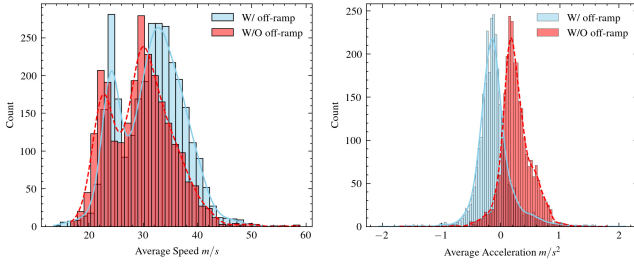 W/ off-ramp
W/O off-ramp
250
200
150
100
50
0
Count
20
30
40
50
60
Average Speed m/s
W/ off-ramp
W/O off-ramp
250
200
150
100
50
0
Count
−2
−1
0
1
2
Average Acceleration m/s²